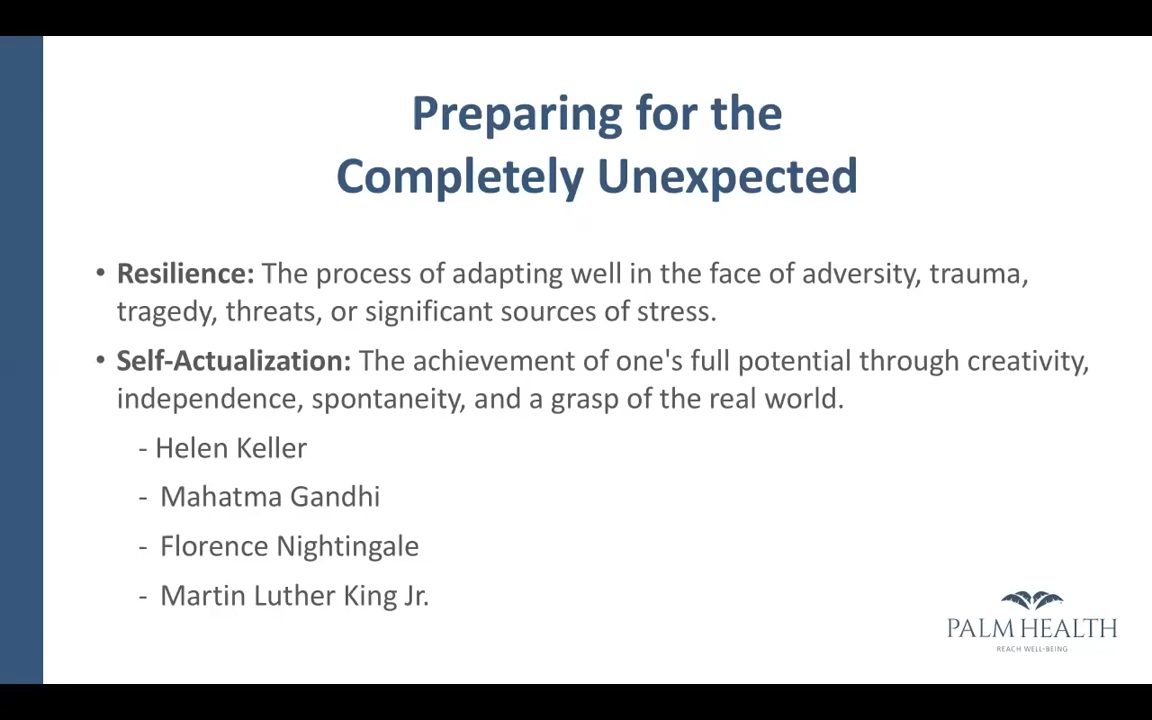 Preparing for the
Completely Unexpected
• Resilience: The process of adapting well in the face of adversity, trauma,
tragedy, threats, or significant sources of stress.
• Self-Actualization: The achievement of one's full potential through creativity,
independence, spontaneity, and a grasp of the real world.
- Helen Keller
- Mahatma Gandhi
- Florence Nightingale
- Martin Luther King Jr.
PALM HEALTH
REACH WELL-BEING